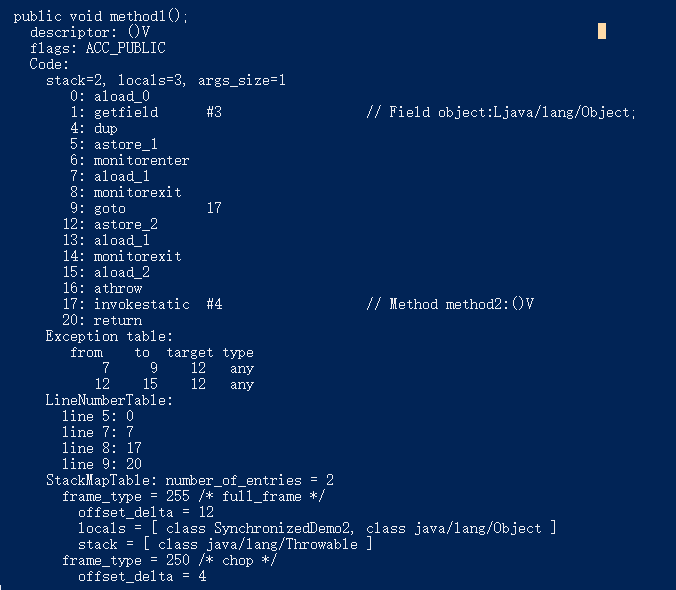 public void method1();
descriptor: ()V
flags: ACC_PUBLIC
Code:
stack=2, locals=3, args_size=1
0: aload_0
1: getfield #3 // Field object:Ljava/lang/Object;
4: dup
5: astore_1
6: monitorenter
7: aload_1
8: monitorexit
9: goto 17
12: astore_2
13: aload_1
14: monitorexit
15: aload_2
16: athrow
17: invokestatic #4 // Method method2:()V
20: return
Exception table:
from to target type
7 9 12 any
12 15 12 any
LineNumberTable:
line 5: 0
line 7: 7
line 8: 17
line 9: 20
StackMapTable: number_of_entries = 2
frame_type = 255 /* full_frame */
offset_delta = 12
locals = [ class SynchronizedDemo2, class java/lang/Object ]
stack = [ class java/lang/Throwable ]
frame_type = 250 /* chop */
offset_delta = 4